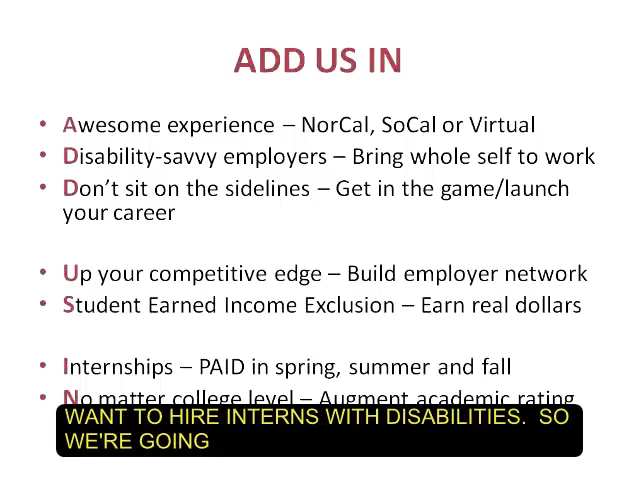 ADD US IN
• Awesome experience – NorCal, SoCal or Virtual
• Disability-savvy employers – Bring whole self to work
• Don't sit on the sidelines – Get in the game/launch
your career
• Up your competitive edge – Build employer network
• Student Earned Income Exclusion – Earn real dollars
• Internships – PAID in spring, summer and fall
• No matter college level – Augment academic rating
WANT TO HIRE INTERNS WITH DISABILITIES.  SO
WE'RE GOING